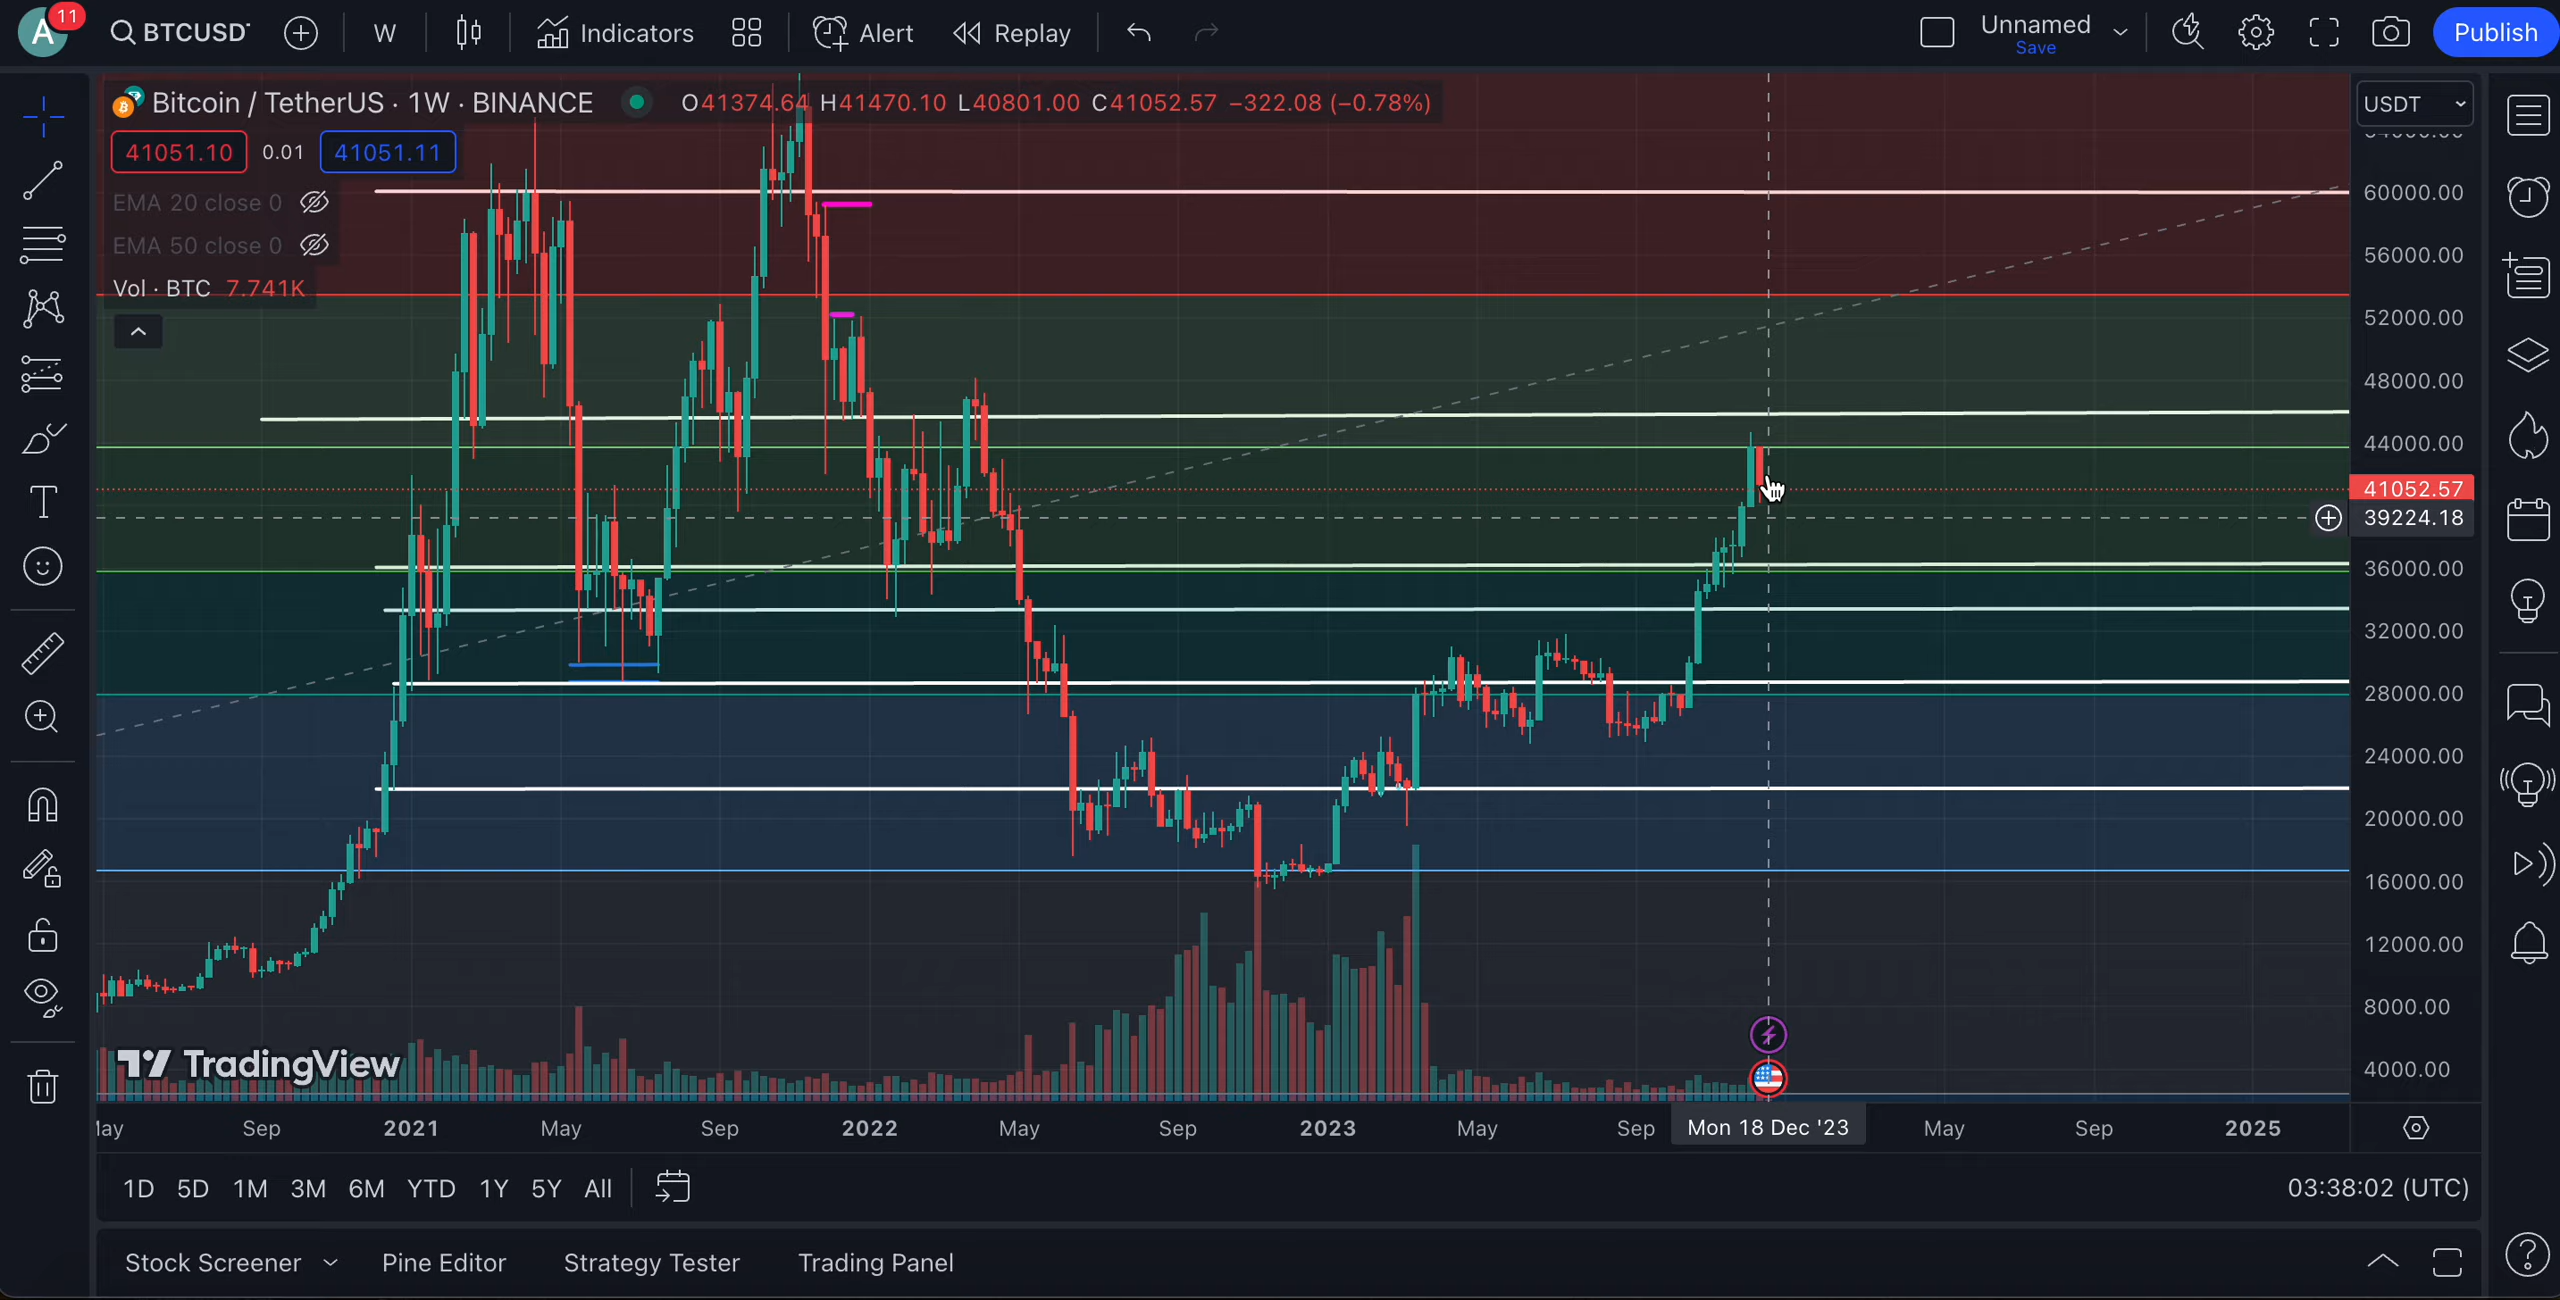 A
11
BTCUSDT
W
Indicators
Alert
Replay
Unnamed
Save
Publish
Bitcoin / TetherUS · 1W · BINANCE
O41374.64 H41470.10 L40801.00 C41052.57 −322.08 (−0.78%)
USDT
41051.10 0.01 41051.11
EMA 20 close 0
EMA 50 close 0
Vol · BTC 7.741K
60000.00
56000.00
52000.00
48000.00
44000.00
41052.57
39224.18
36000.00
32000.00
28000.00
24000.00
20000.00
16000.00
12000.00
8000.00
4000.00
TradingView
May Sep 2021 May Sep 2022 May Sep 2023 May Sep Mon 18 Dec '23 May Sep 2025
1D 5D 1M 3M 6M YTD 1Y 5Y All
03:38:02 (UTC)
Stock Screener Pine Editor Strategy Tester Trading Panel